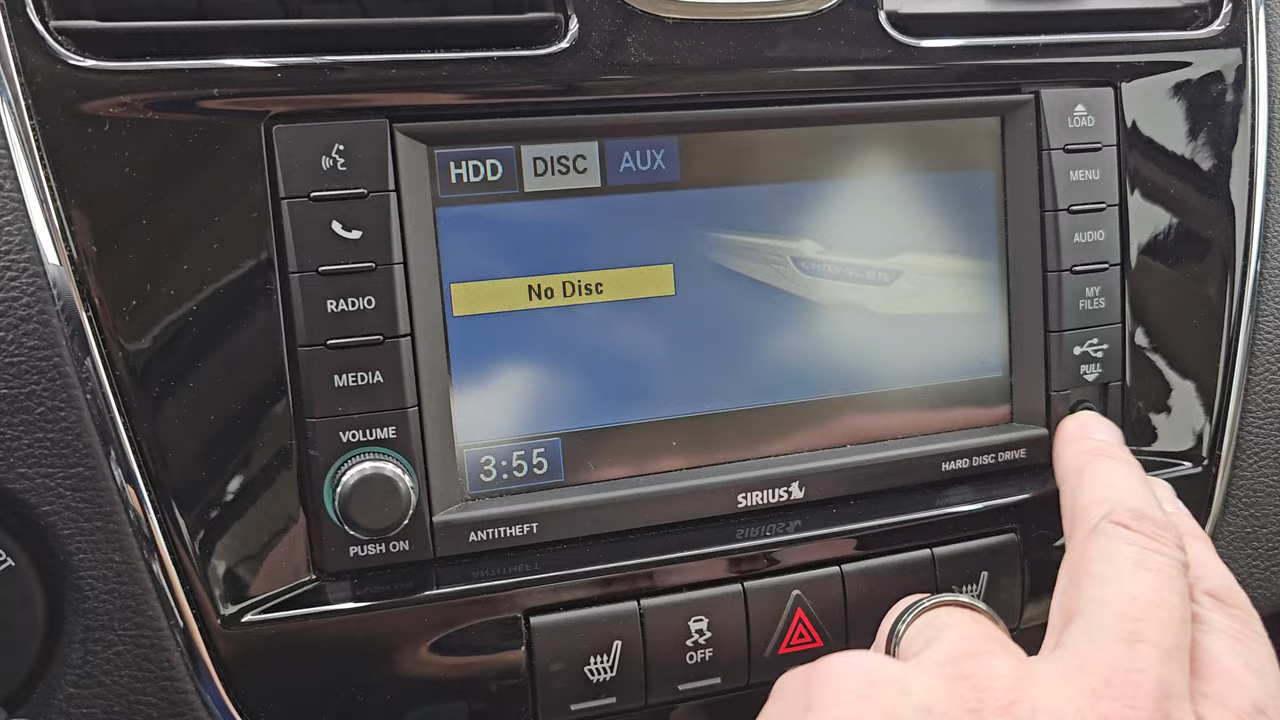 HDD DISC AUX
No Disc
3:55
RADIO
MEDIA
VOLUME
PUSH ON
LOAD
MENU
AUDIO
MY
FILES
PULL
ANTITHEFT
SIRIUS
HARD DISC DRIVE
CHRYSLER
OFF